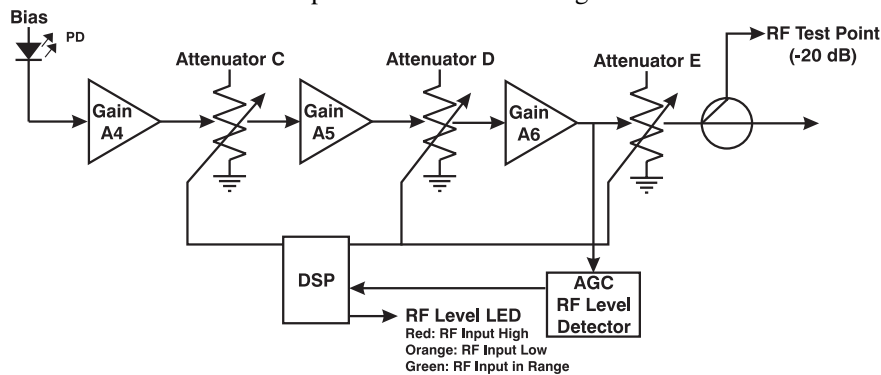 Bias
PD
Gain
A4
Attenuator C
Gain
A5
Attenuator D
Gain
A6
Attenuator E
RF Test Point
(-20 dB)
DSP
AGC
RF Level
Detector
RF Level LED
Red: RF Input High
Orange: RF Input Low
Green: RF Input in Range